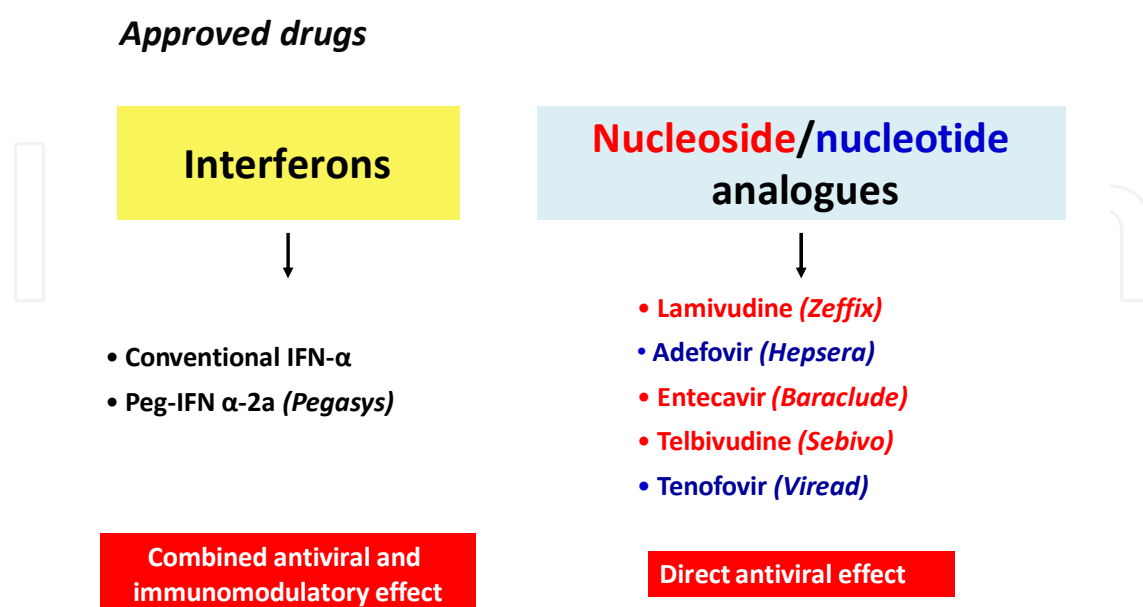 Approved drugs
Interferons
Nucleoside/nucleotide
analogues
• Conventional IFN-α
• Peg-IFN α-2a (Pegasys)
• Lamivudine (Zeffix)
• Adefovir (Hepsera)
• Entecavir (Baraclude)
• Telbivudine (Sebivo)
• Tenofovir (Viread)
Combined antiviral and
immunomodulatory effect
Direct antiviral effect